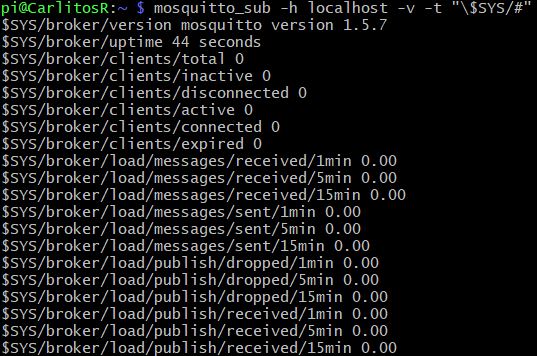 pi@CarlitosR:~ $ mosquitto_sub -h localhost -v -t "\$SYS/#"
$SYS/broker/version mosquitto version 1.5.7
$SYS/broker/uptime 44 seconds
$SYS/broker/clients/total 0
$SYS/broker/clients/inactive 0
$SYS/broker/clients/disconnected 0
$SYS/broker/clients/active 0
$SYS/broker/clients/connected 0
$SYS/broker/clients/expired 0
$SYS/broker/load/messages/received/1min 0.00
$SYS/broker/load/messages/received/5min 0.00
$SYS/broker/load/messages/received/15min 0.00
$SYS/broker/load/messages/sent/1min 0.00
$SYS/broker/load/messages/sent/5min 0.00
$SYS/broker/load/messages/sent/15min 0.00
$SYS/broker/load/publish/dropped/1min 0.00
$SYS/broker/load/publish/dropped/5min 0.00
$SYS/broker/load/publish/dropped/15min 0.00
$SYS/broker/load/publish/received/1min 0.00
$SYS/broker/load/publish/received/5min 0.00
$SYS/broker/load/publish/received/15min 0.00